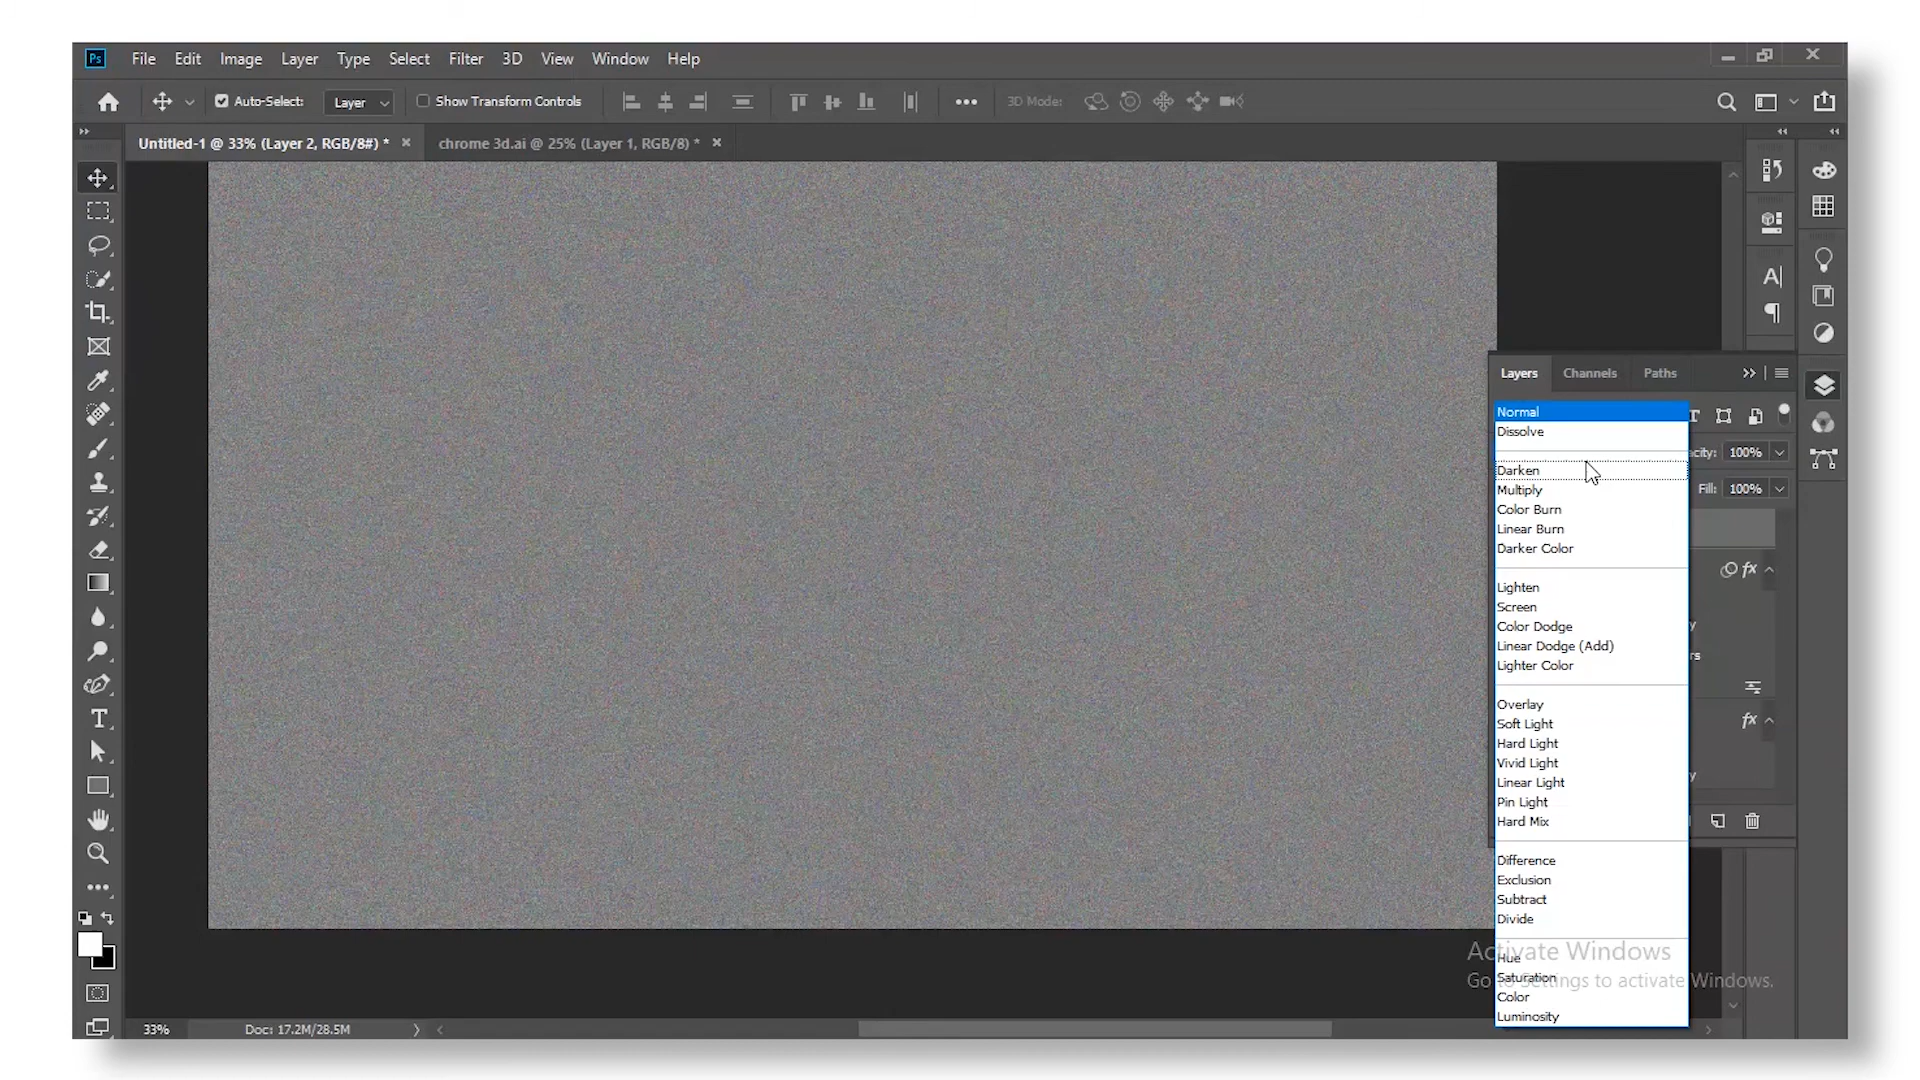 Ps File Edit Image Layer Type Select Filter 3D View Window Help
Auto-Select: Layer Show Transform Controls 3D Mode:
Untitled-1 @ 33% (Layer 2, RGB/8#) * chrome 3d.ai @ 25% (Layer 1, RGB/8) *
Layers Channels Paths
Normal
Dissolve
city: 100%
Darken
Multiply
Fill: 100%
Color Burn
Linear Burn
Darker Color
fx
Lighten
Screen
Color Dodge
y
Linear Dodge (Add)
rs
Lighter Color
Overlay
Soft Light
fx
Hard Light
Vivid Light
Linear Light
y
Pin Light
Hard Mix
Difference
Exclusion
Subtract
Divide
Activate Windows
Hue
Go to Settings to activate Windows.
Saturation
Color
Luminosity
33% Doc: 17.2M/28.5M